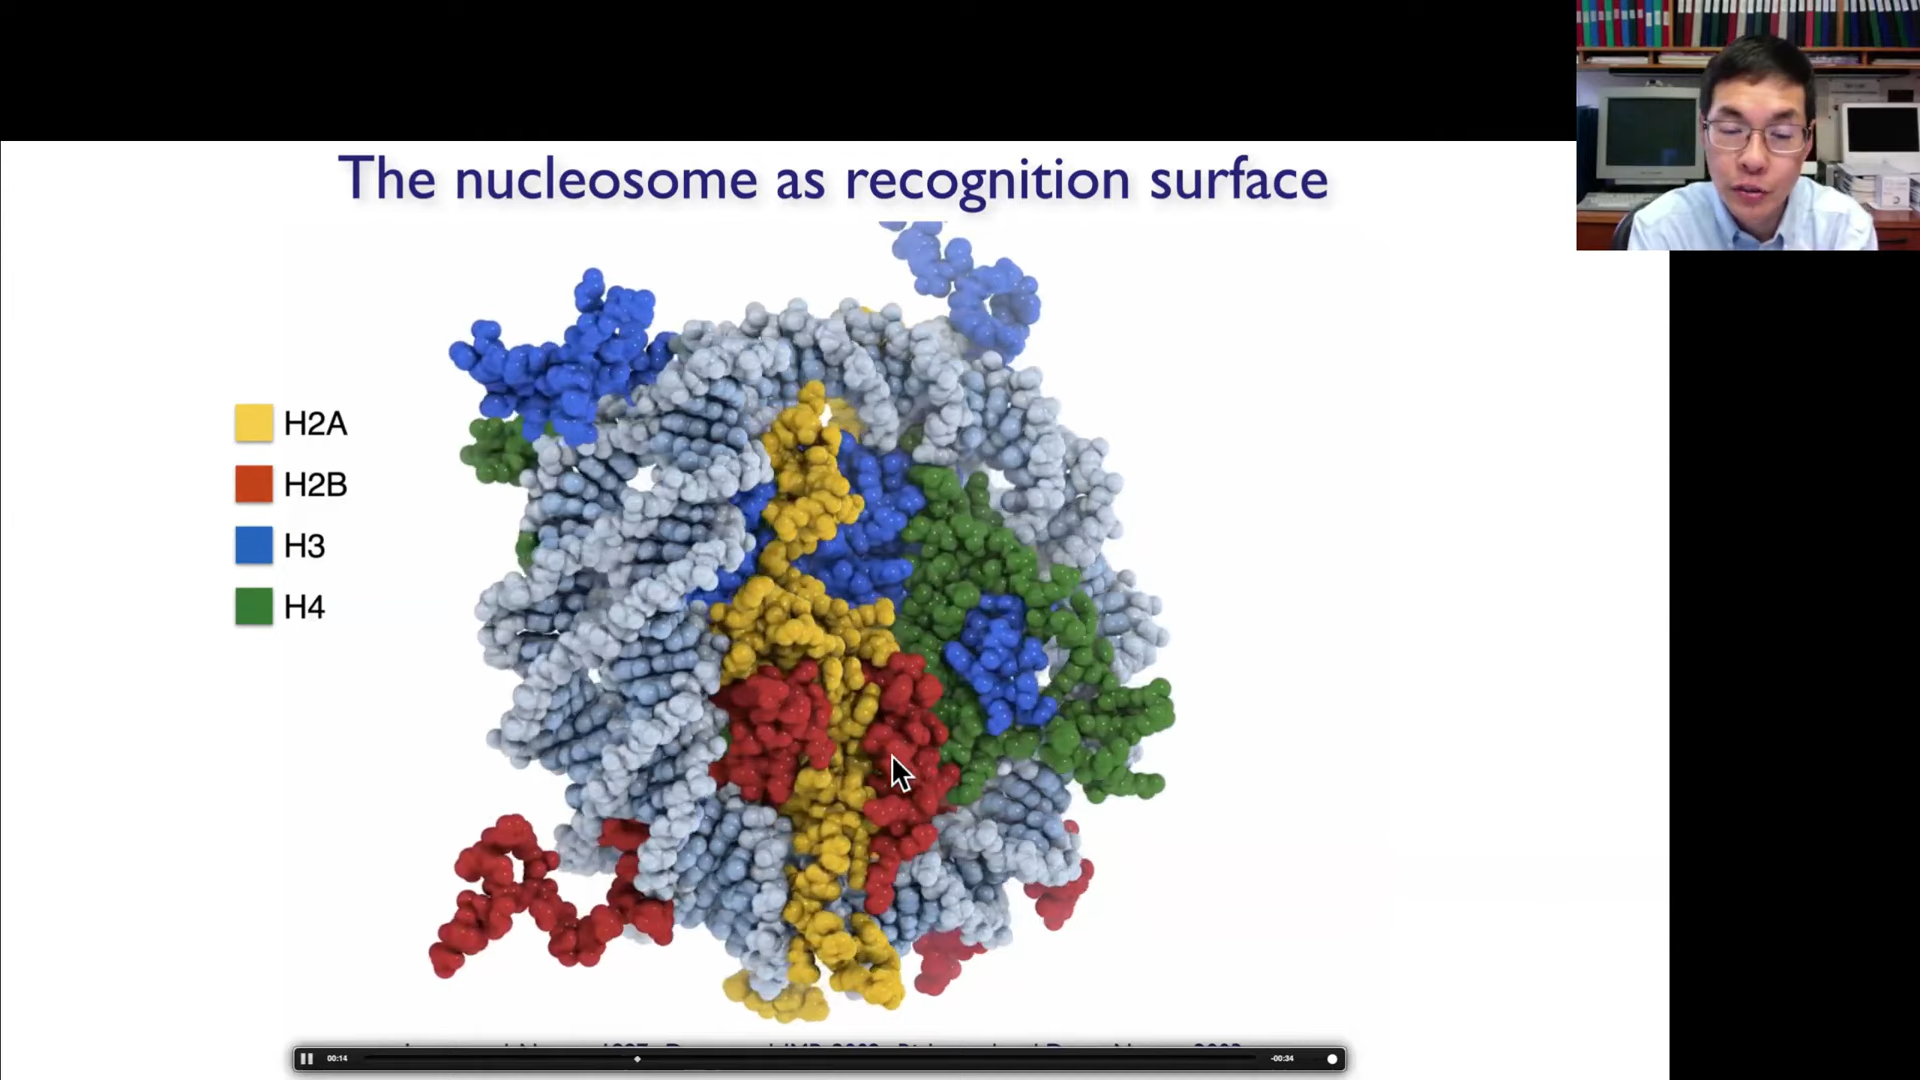 The nucleosome as recognition surface
H2A
H2B
H3
H4
00:14
-00:34